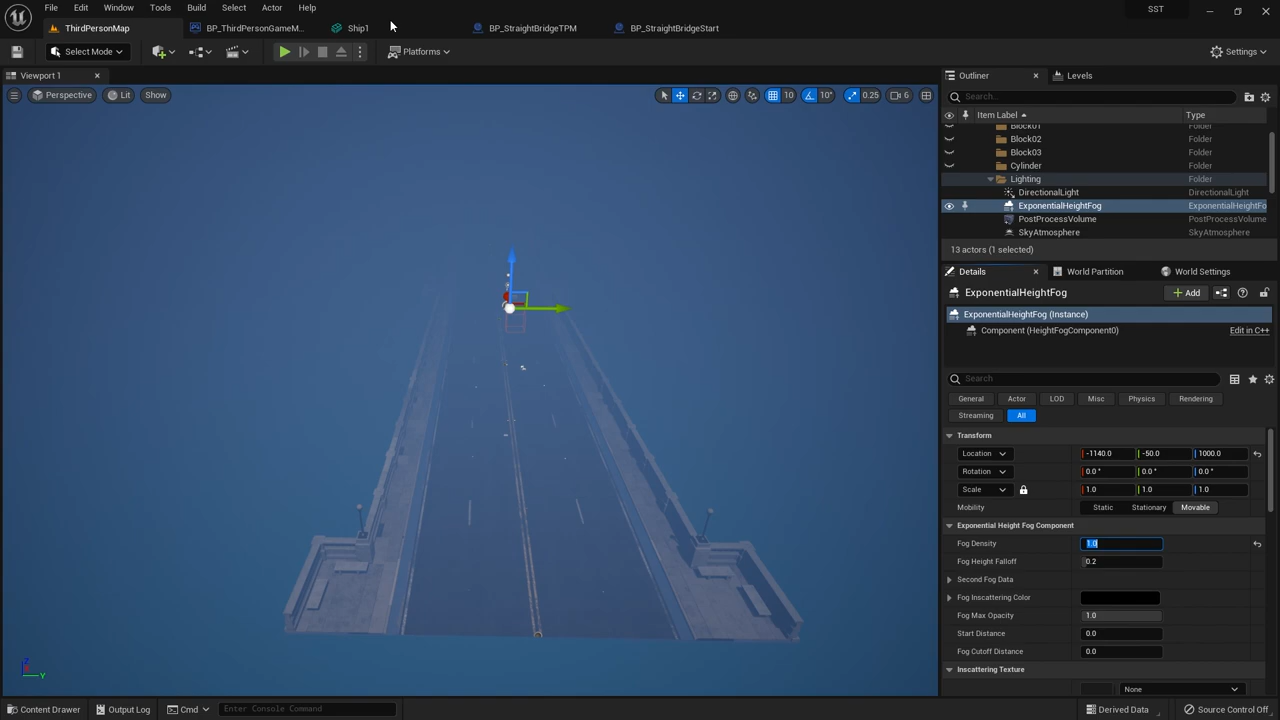 File Edit Window Tools Build Select Actor Help
SST
ThirdPersonMap
BP_ThirdPersonGameM...
Ship1
BP_StraightBridgeTPM
BP_StraightBridgeStart
Select Mode
Platforms
Settings
Viewport 1
Outliner
Levels
Perspective
Lit
Show
10
10°
0.25
6
Search...
Item Label
Type
Block01 Folder
Block02 Folder
Block03 Folder
Cylinder Folder
Lighting Folder
DirectionalLight DirectionalLight
ExponentialHeightFog ExponentialHeightFo
PostProcessVolume PostProcessVolume
SkyAtmosphere SkyAtmosphere
13 actors (1 selected)
Details
World Partition
World Settings
ExponentialHeightFog
Add
ExponentialHeightFog (Instance)
Component (HeightFogComponent0)
Edit in C++
Search
General Actor LOD Misc Physics Rendering
Streaming All
Transform
Location -1140.0 -50.0 1000.0
Rotation 0.0 ° 0.0 ° 0.0 °
Scale 1.0 1.0 1.0
Mobility Static Stationary Movable
Exponential Height Fog Component
Fog Density 1.0
Fog Height Falloff 0.2
Second Fog Data
Fog Inscattering Color
Fog Max Opacity 1.0
Start Distance 0.0
Fog Cutoff Distance 0.0
Inscattering Texture
None
Z
Y
Content Drawer
Output Log
Cmd
Enter Console Command
Derived Data
Source Control Off